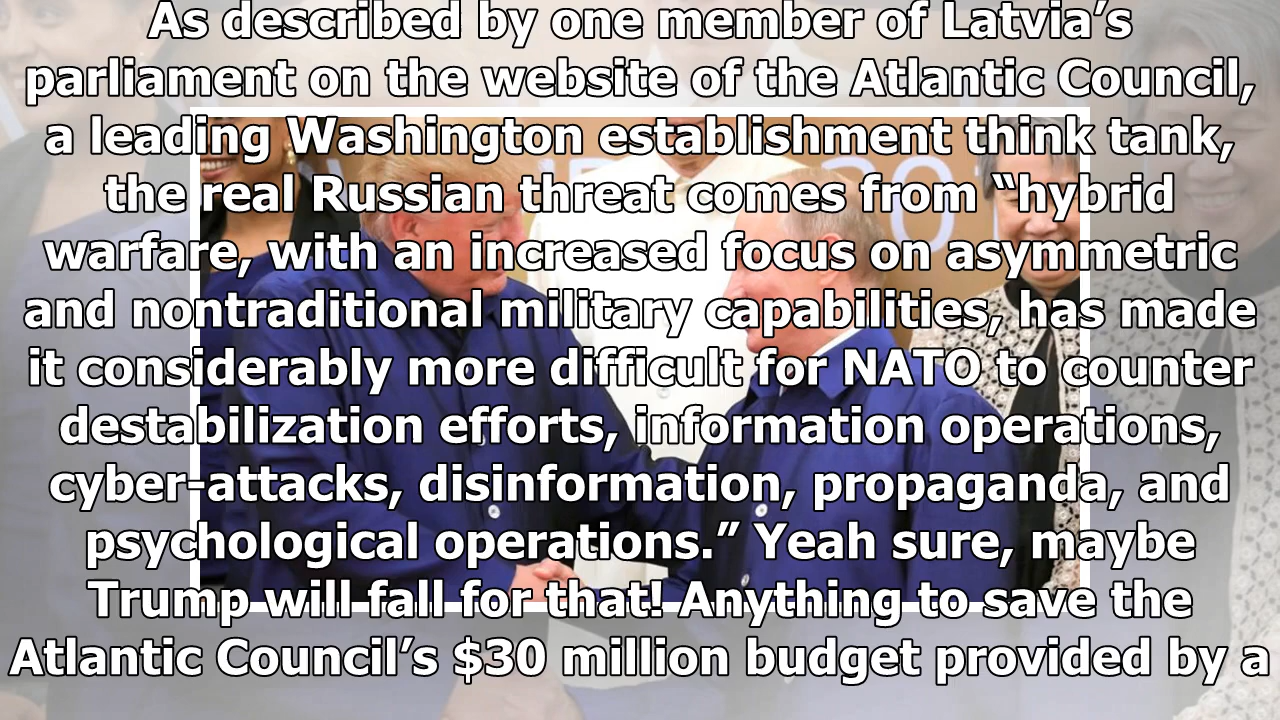 As described by one member of Latvia’s
parliament on the website of the Atlantic Council,
a leading Washington establishment think tank,
the real Russian threat comes from “hybrid
warfare, with an increased focus on asymmetric
and nontraditional military capabilities, has made
it considerably more difficult for NATO to counter
destabilization efforts, information operations,
cyber-attacks, disinformation, propaganda, and
psychological operations.” Yeah sure, maybe
Trump will fall for that! Anything to save the
Atlantic Council’s $30 million budget provided by a